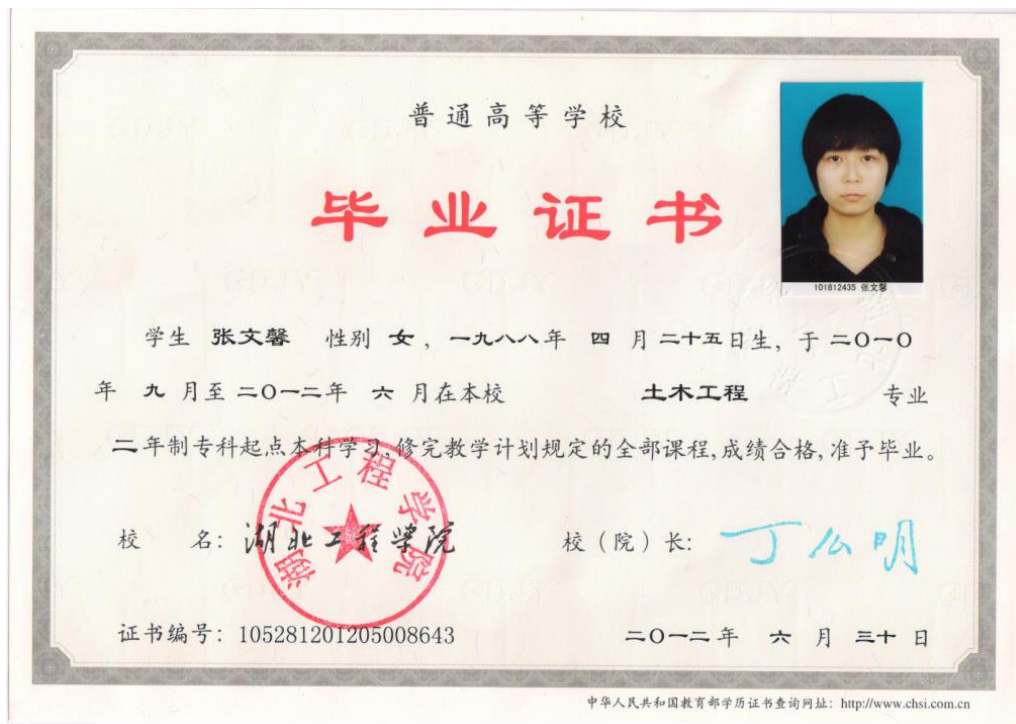 普通高等学校
毕业证书
101812435 张文馨
学生 张文馨 性别 女，一九八八年 四 月二十五日生，于二〇一〇
年 九 月至二〇一二年 六 月在本校 土木工程 专业
二年制专科起点本科学习,修完教学计划规定的全部课程,成绩合格,准予毕业。
湖北工程学院
校 名：湖北工程学院 校（院）长: 丁么明
证书编号：105281201205008643 二〇一二年 六 月 三十 日
中华人民共和国教育部学历证书查询网址：http://www.chsi.com.cn